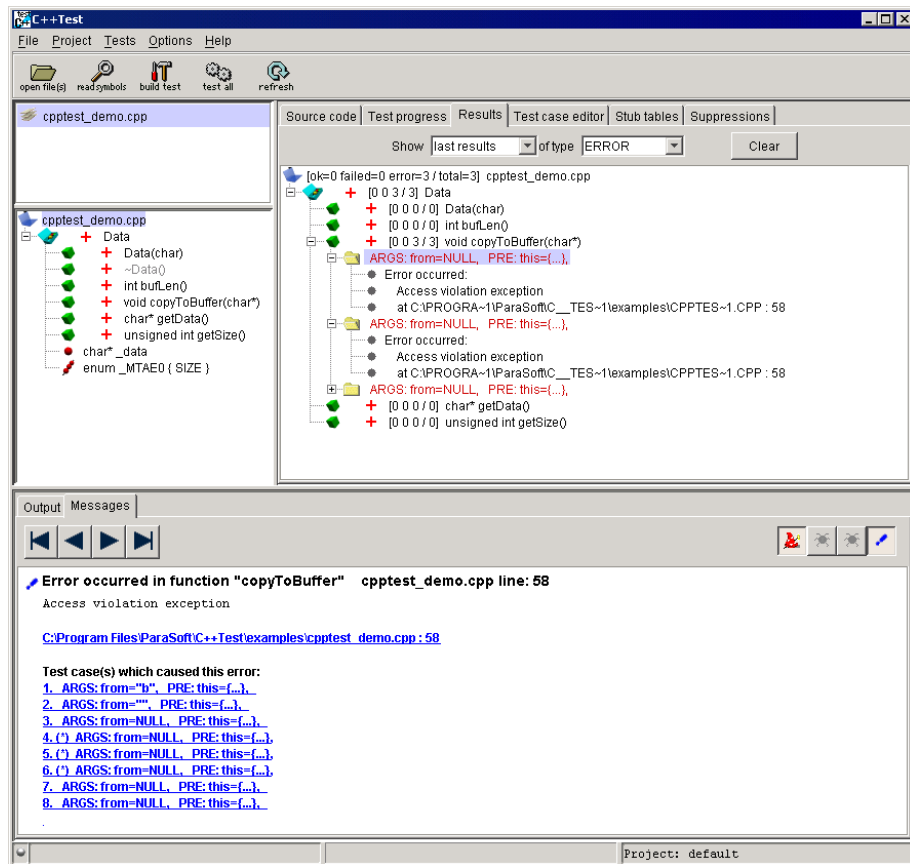 C++Test
File Project Tests Options Help
open file(s) read symbols build test test all refresh
cpptest_demo.cpp
cpptest_demo.cpp
Data
Data(char)
~Data()
int bufLen()
void copyToBuffer(char*)
char* getData()
unsigned int getSize()
char* _data
enum _MTAE0 { SIZE }
Source code Test progress Results Test case editor Stub tables Suppressions
Show last results of type ERROR Clear
[ok=0 failed=0 error=3 / total=3] cpptest_demo.cpp
[0 0 3 / 3] Data
[0 0 0 / 0] Data(char)
[0 0 0 / 0] int bufLen()
[0 0 3 / 3] void copyToBuffer(char*)
ARGS: from=NULL, PRE: this={...},
Error occurred:
Access violation exception
at C:\PROGRA~1\ParaSoft\C__TES~1\examples\CPPTES~1.CPP : 58
ARGS: from=NULL, PRE: this={...},
Error occurred:
Access violation exception
at C:\PROGRA~1\ParaSoft\C__TES~1\examples\CPPTES~1.CPP : 58
ARGS: from=NULL, PRE: this={...},
[0 0 0 / 0] char* getData()
[0 0 0 / 0] unsigned int getSize()
Output Messages
Error occurred in function "copyToBuffer" cpptest_demo.cpp line: 58
Access violation exception
C:\Program Files\ParaSoft\C++Test\examples\cpptest_demo.cpp : 58
Test case(s) which caused this error:
1. ARGS: from="b", PRE: this={...},
2. ARGS: from="", PRE: this={...},
3. ARGS: from=NULL, PRE: this={...},
4. (*) ARGS: from=NULL, PRE: this={...},
5. (*) ARGS: from=NULL, PRE: this={...},
6. (*) ARGS: from=NULL, PRE: this={...},
7. ARGS: from=NULL, PRE: this={...},
8. ARGS: from=NULL, PRE: this={...},
.
Project: default